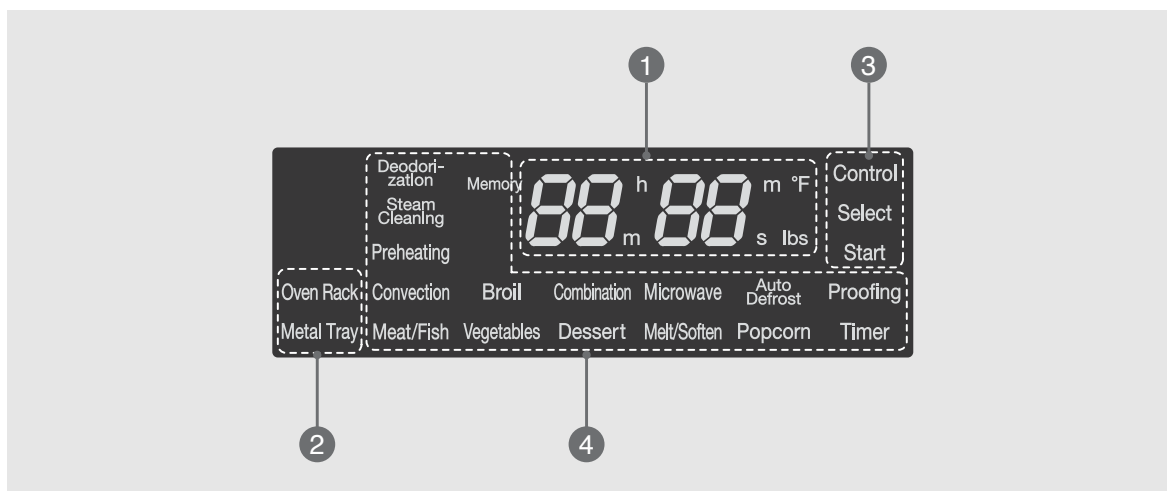 1
3
Deodori-
zation
Memory
88 h 88 m °F
m s lbs
Control
Steam
Cleaning
Select
Preheating
Start
Oven Rack Convection Broil Combination Microwave Auto
Defrost Proofing
Metal Tray Meat/Fish Vegetables Dessert Melt/Soften Popcorn Timer
2
4